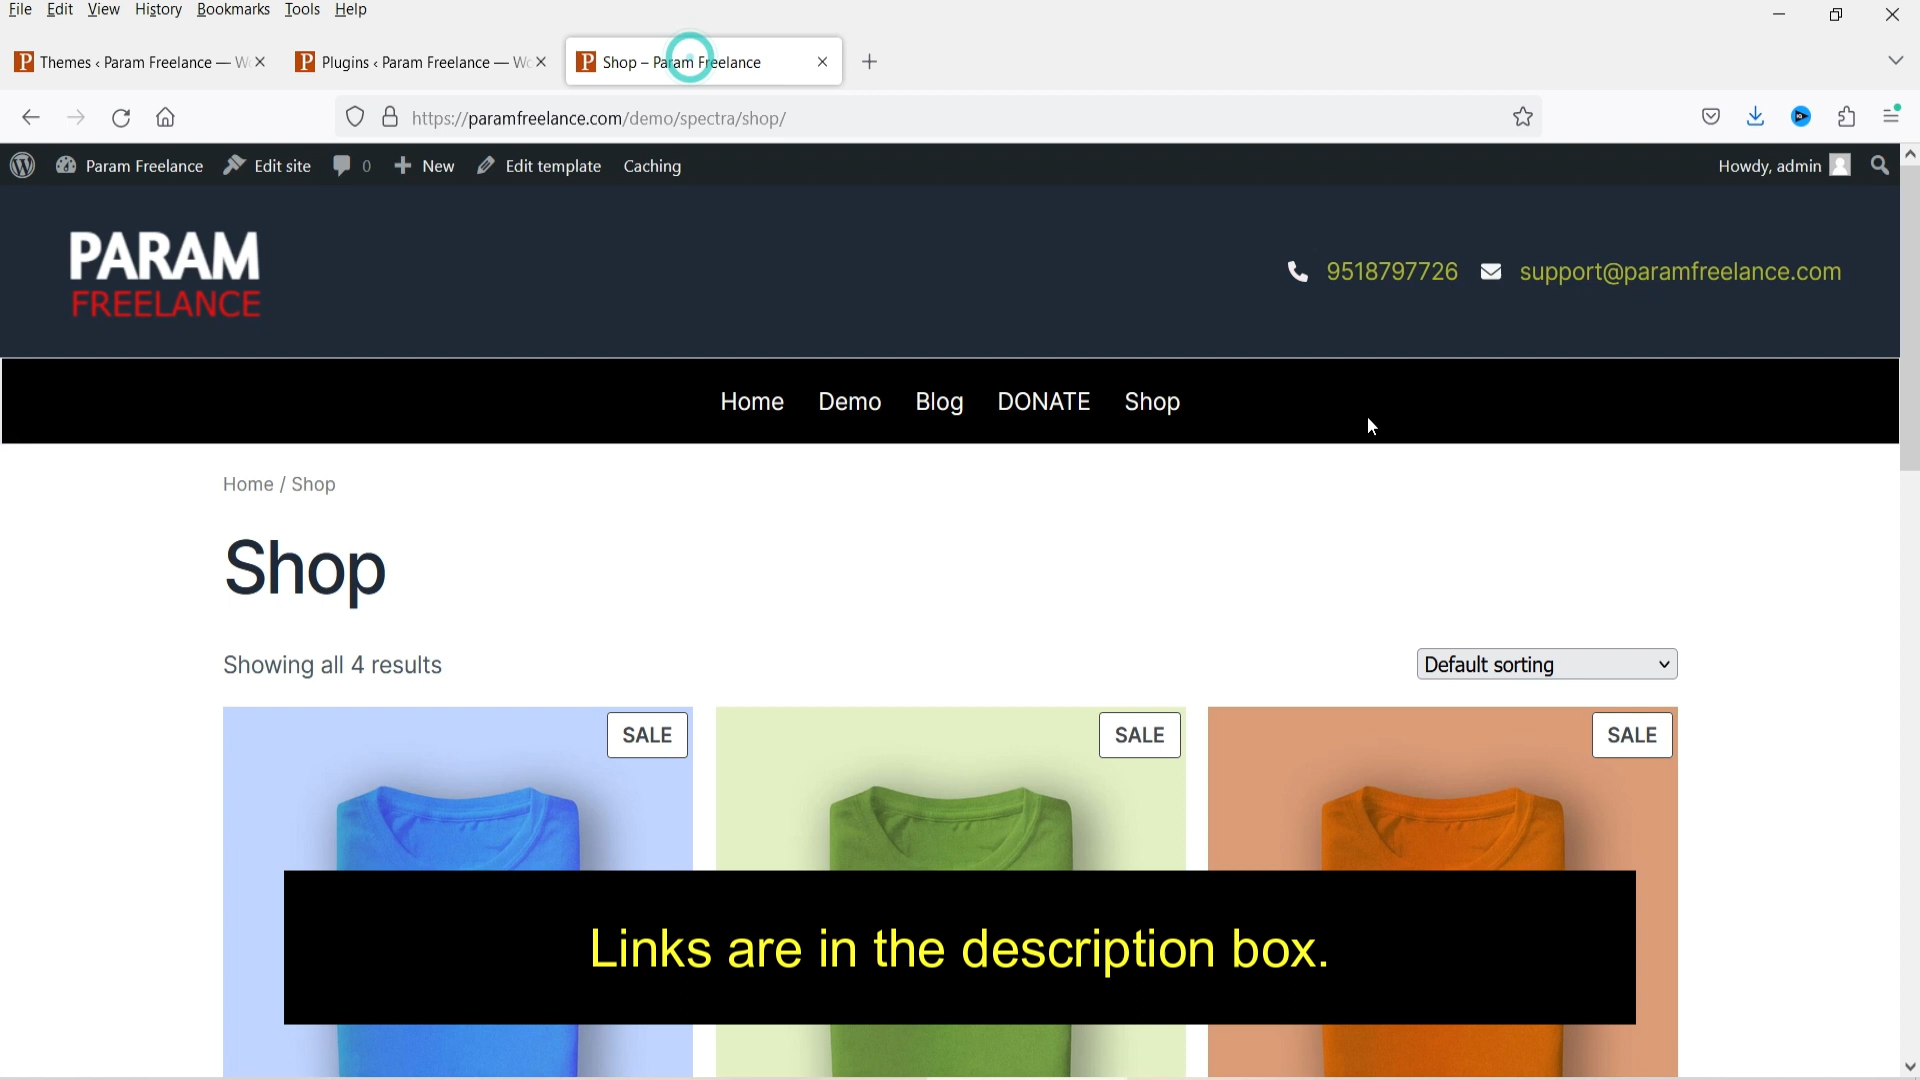 File Edit View History Bookmarks Tools Help
Themes ‹ Param Freelance — W
Plugins ‹ Param Freelance — Wo
Shop – Param Freelance
https://paramfreelance.com/demo/spectra/shop/
Param Freelance Edit site 0 New Edit template Caching Howdy, admin
PARAM
FREELANCE
9518797726 support@paramfreelance.com
Home Demo Blog DONATE Shop
Home / Shop
Shop
Showing all 4 results
Default sorting
SALE SALE SALE
Links are in the description box.